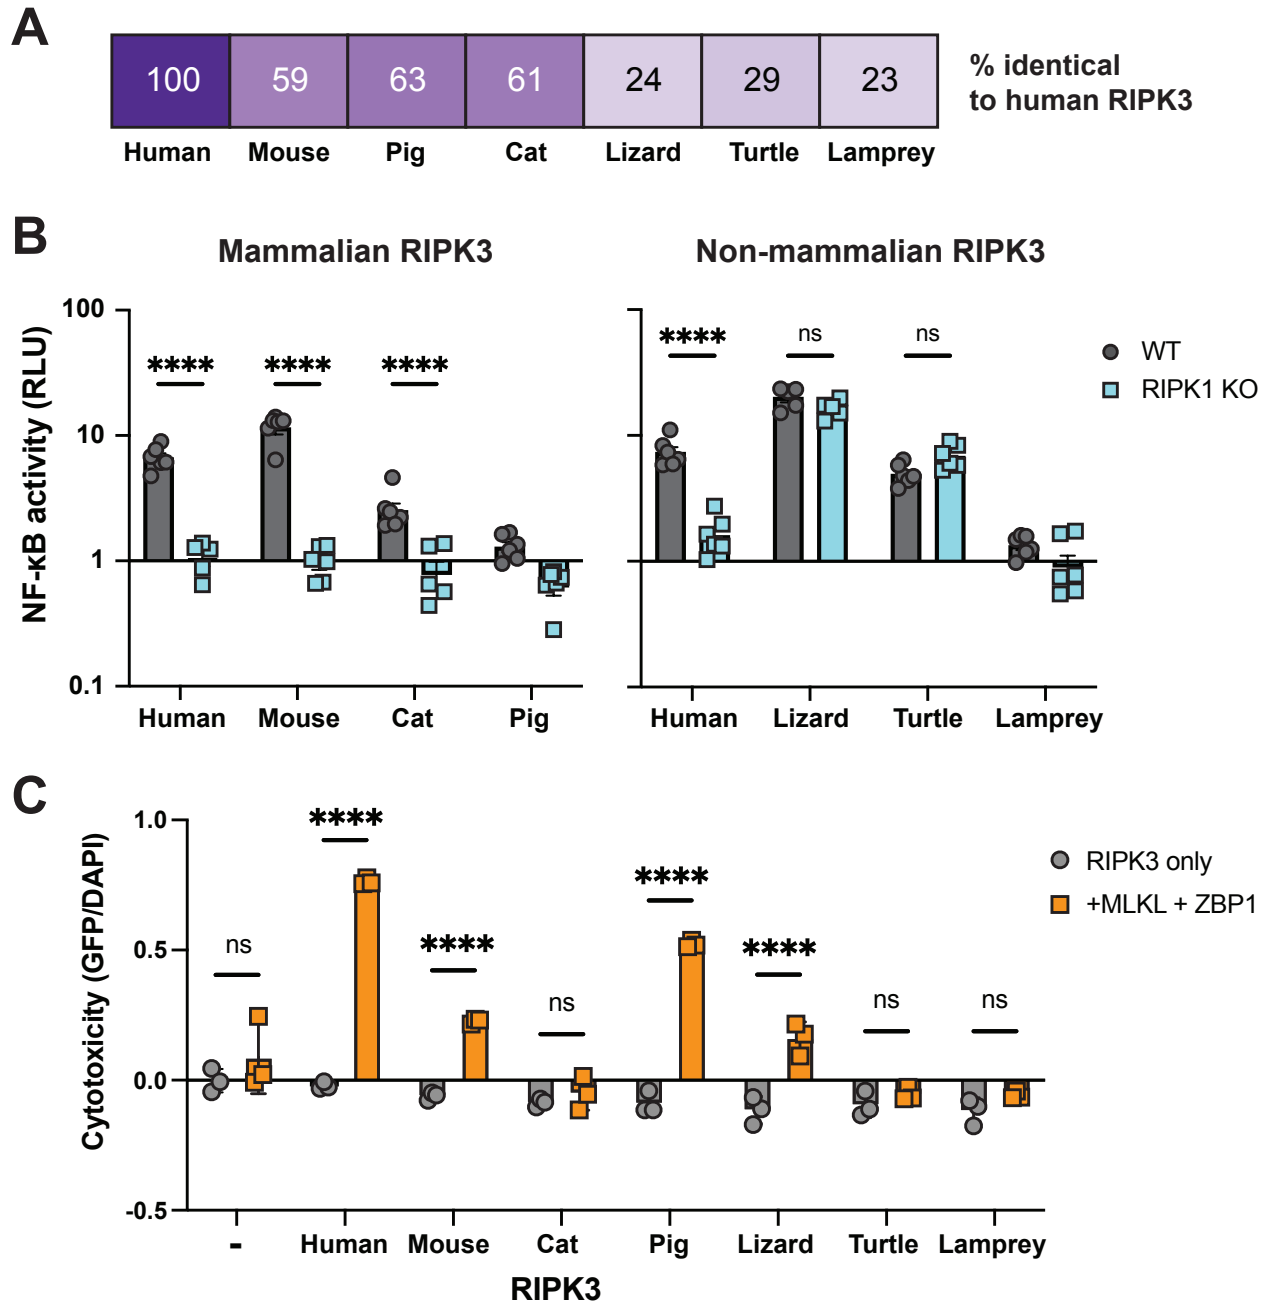 A
100 59 63 61 24 29 23
% identical
to human RIPK3
Human Mouse Pig Cat Lizard Turtle Lamprey
B
Mammalian RIPK3
Non-mammalian RIPK3
NF-κB activity (RLU)
100
10
1
0.1
**** **** ****
**** ns ns
WT
RIPK1 KO
Human Mouse Cat Pig
Human Lizard Turtle Lamprey
C
Cytotoxicity (GFP/DAPI)
1.0
0.5
0.0
-0.5
ns **** **** ns **** **** ns ns
RIPK3 only
+MLKL + ZBP1
- Human Mouse Cat Pig Lizard Turtle Lamprey
RIPK3